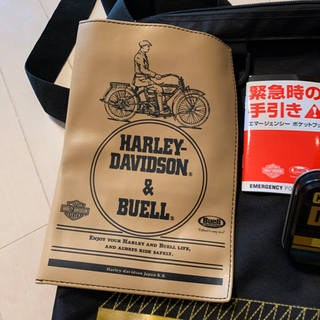 HARLEY-
DAVIDSON®
&
BUELL®
Buell
ENJOY YOUR HARLEY AND BUELL LIFE,
AND ALWAYS RIDE SAFELY.
Harley-davidson Japan K.K.
緊急時の
手引き
エマージェンシー ポケットブ
EMERGENCY PO